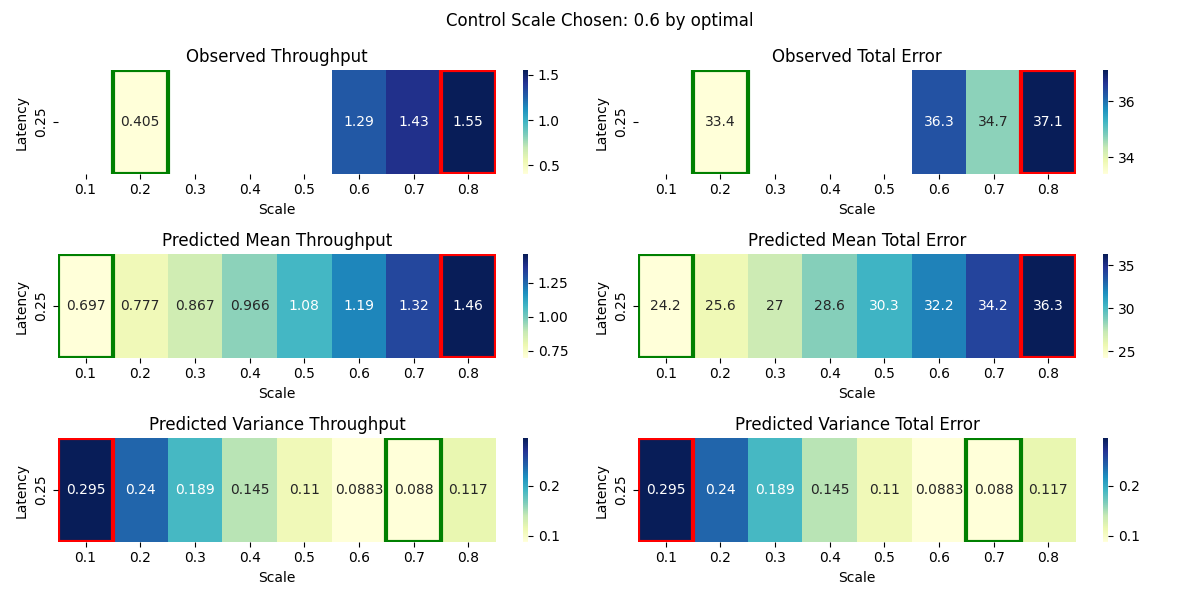 Control Scale Chosen: 0.6 by optimal
Observed Throughput
Latency
0.25
0.405 1.29 1.43 1.55
1.5
1.0
0.5
0.1 0.2 0.3 0.4 0.5 0.6 0.7 0.8
Scale
Observed Total Error
Latency
0.25
33.4 36.3 34.7 37.1
36
34
0.1 0.2 0.3 0.4 0.5 0.6 0.7 0.8
Scale
Predicted Mean Throughput
Latency
0.25
0.697 0.777 0.867 0.966 1.08 1.19 1.32 1.46
1.25
1.00
0.75
0.1 0.2 0.3 0.4 0.5 0.6 0.7 0.8
Scale
Predicted Mean Total Error
Latency
0.25
24.2 25.6 27 28.6 30.3 32.2 34.2 36.3
35
30
25
0.1 0.2 0.3 0.4 0.5 0.6 0.7 0.8
Scale
Predicted Variance Throughput
Latency
0.25
0.295 0.24 0.189 0.145 0.11 0.0883 0.088 0.117
0.2
0.1
0.1 0.2 0.3 0.4 0.5 0.6 0.7 0.8
Scale
Predicted Variance Total Error
Latency
0.25
0.295 0.24 0.189 0.145 0.11 0.0883 0.088 0.117
0.2
0.1
0.1 0.2 0.3 0.4 0.5 0.6 0.7 0.8
Scale